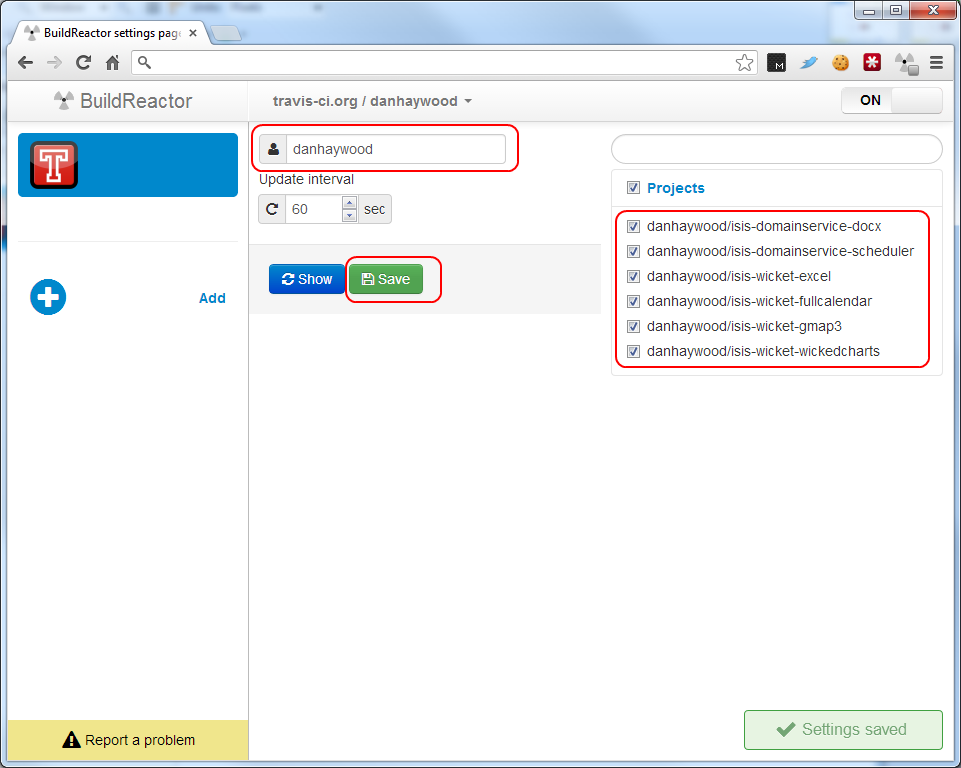 BuildReactor settings pag
BuildReactor
travis-ci.org / danhaywood
ON
T
Add
Report a problem
danhaywood
Update interval
60 sec
Show Save
Projects
danhaywood/isis-domainservice-docx
danhaywood/isis-domainservice-scheduler
danhaywood/isis-wicket-excel
danhaywood/isis-wicket-fullcalendar
danhaywood/isis-wicket-gmap3
danhaywood/isis-wicket-wickedcharts
Settings saved